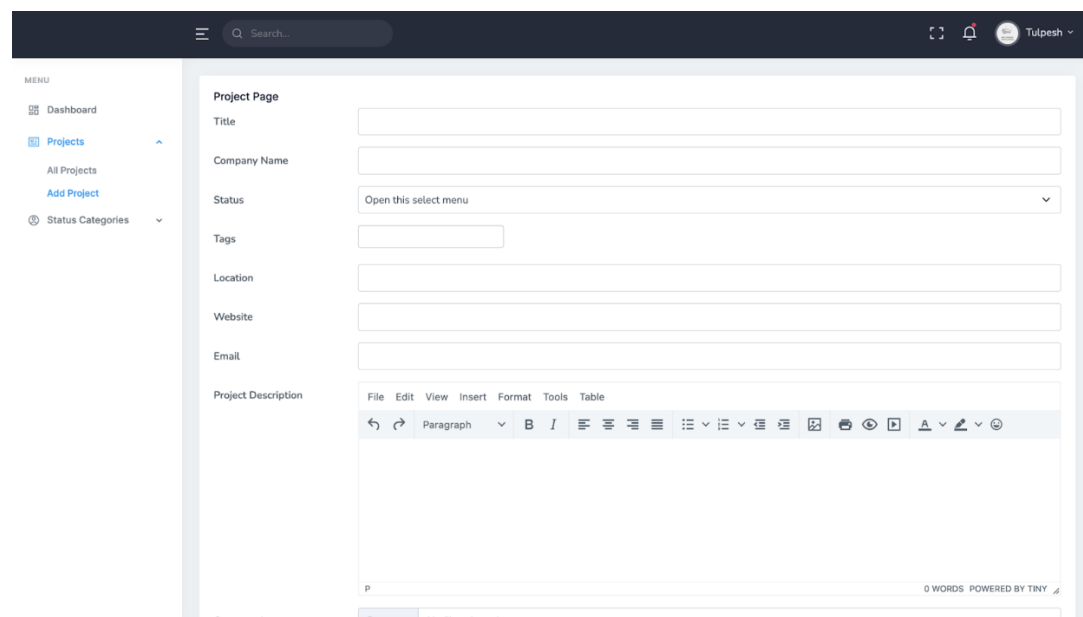 Search...
Tulpesh
MENU
Dashboard
Projects
All Projects
Add Project
Status Categories
Project Page
Title
Company Name
Status
Open this select menu
Tags
Location
Website
Email
Project Description
File Edit View Insert Format Tools Table
Paragraph B I A
P
0 WORDS POWERED BY TINY